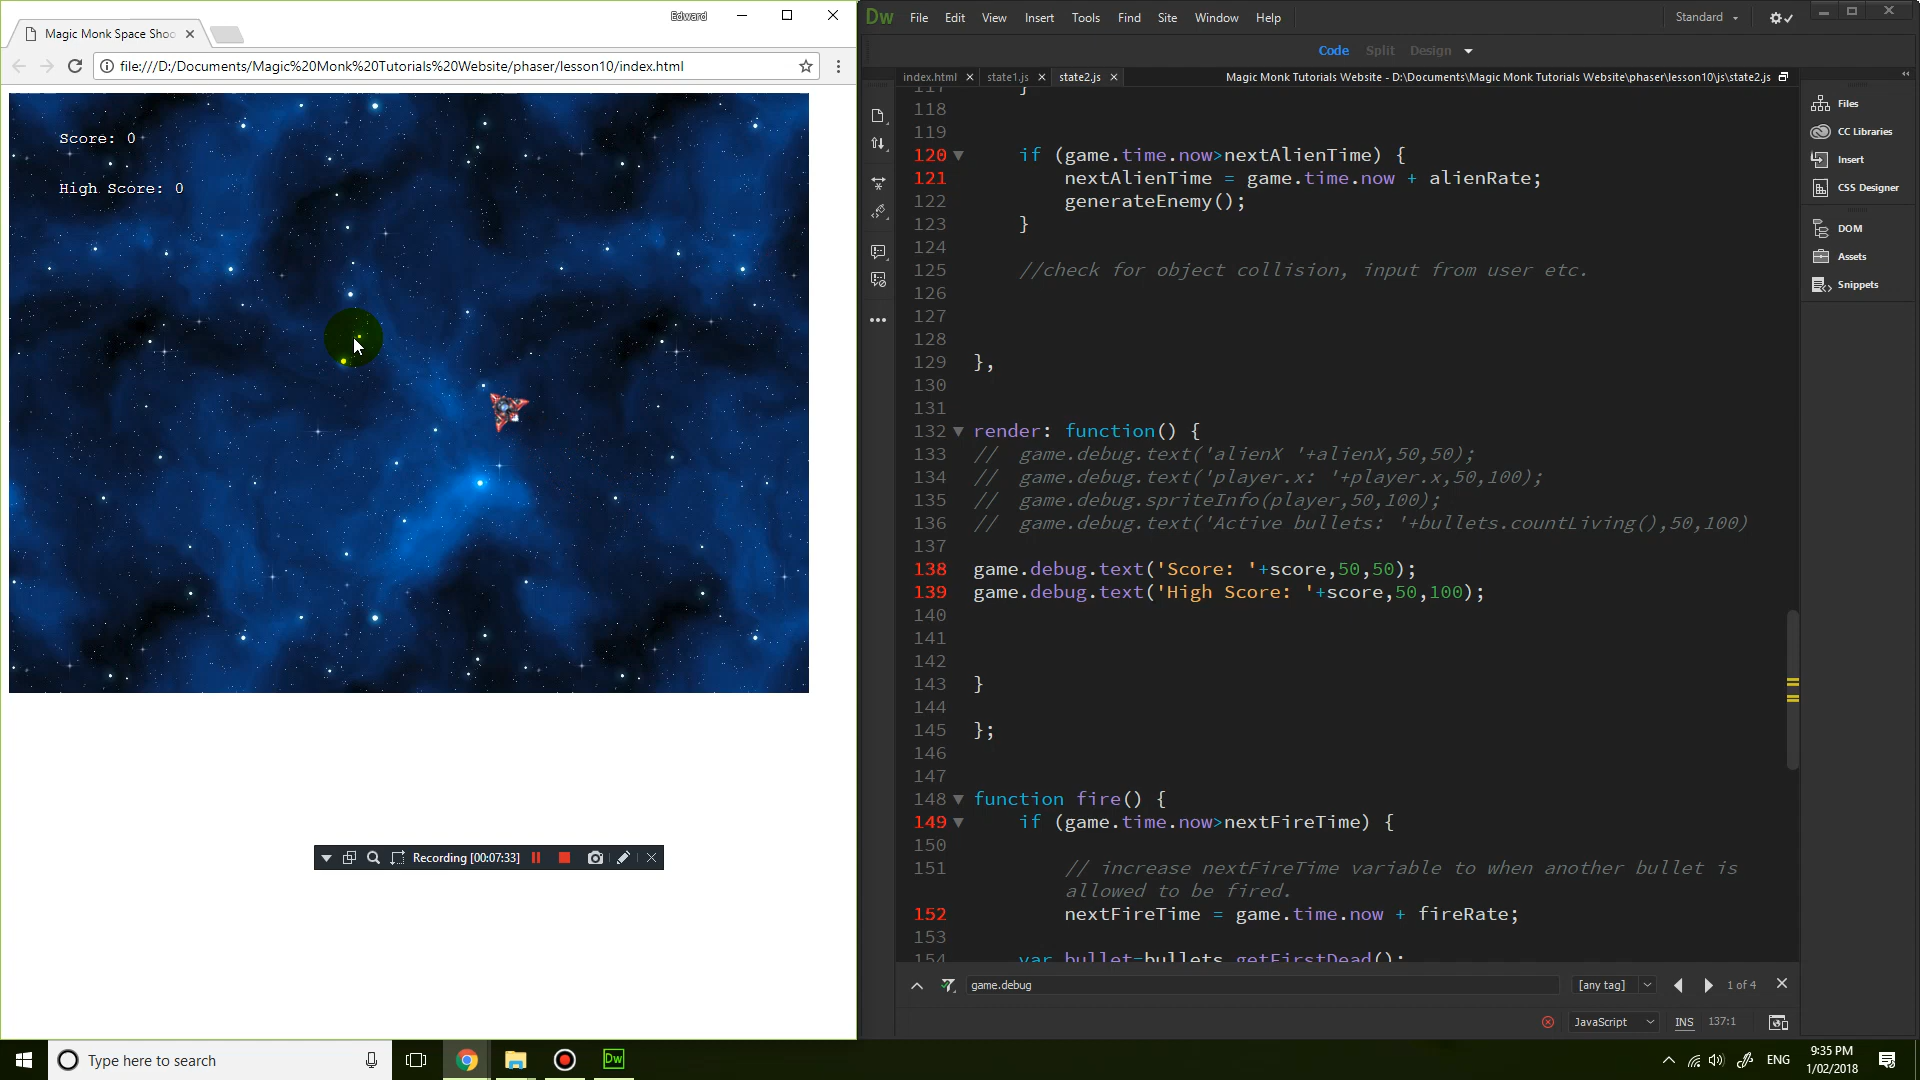 Edward
Magic Monk Space Shoo
file:///D:/Documents/Magic%20Monk%20Tutorials%20Website/phaser/lesson10/index.html
Score: 0
High Score: 0
Recording [00:07:33]
Dw File Edit View Insert Tools Find Site Window Help Standard
Code Split Design
index.html state1.js state2.js Magic Monk Tutorials Website - D:\Documents\Magic Monk Tutorials Website\phaser\lesson10\js\state2.js
117 }
118
119
120 if (game.time.now>nextAlienTime) {
121 nextAlienTime = game.time.now + alienRate;
122 generateEnemy();
123 }
124
125 //check for object collision, input from user etc.
126
127
128
129 },
130
131
132 render: function() {
133 // game.debug.text('alienX '+alienX,50,50);
134 // game.debug.text('player.x: '+player.x,50,100);
135 // game.debug.spriteInfo(player,50,100);
136 // game.debug.text('Active bullets: '+bullets.countLiving(),50,100)
137
138 game.debug.text('Score: '+score,50,50);
139 game.debug.text('High Score: '+score,50,100);
140
141
142
143 }
144
145 };
146
147
148 function fire() {
149 if (game.time.now>nextFireTime) {
150
151 // increase nextFireTime variable to when another bullet is
allowed to be fired.
152 nextFireTime = game.time.now + fireRate;
153
154 var bullet=bullets.getFirstDead();
game.debug [any tag] 1 of 4
JavaScript INS 137:1
Files
CC Libraries
Insert
CSS Designer
DOM
Assets
Snippets
Type here to search
Dw
ENG
9:35 PM
1/02/2018